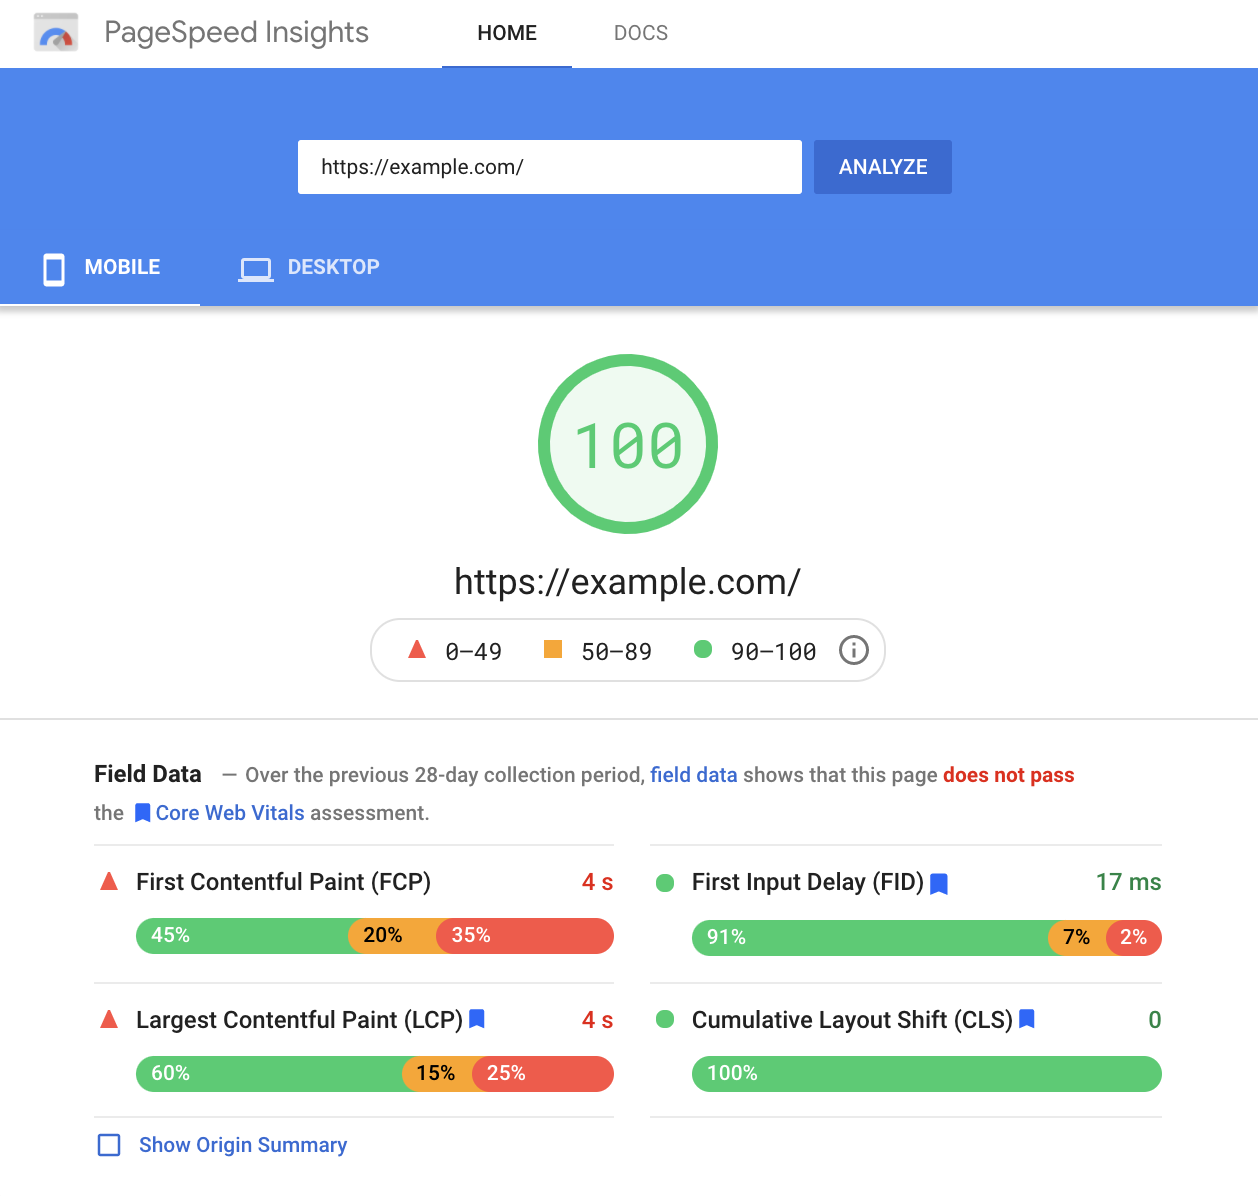 PageSpeed Insights HOME DOCS
https://example.com/ ANALYZE
MOBILE DESKTOP
100
https://example.com/
0–49 50–89 90–100
Field Data — Over the previous 28-day collection period, field data shows that this page does not pass
the Core Web Vitals assessment.
First Contentful Paint (FCP) 4 s
45% 20% 35%
First Input Delay (FID) 17 ms
91% 7% 2%
Largest Contentful Paint (LCP) 4 s
60% 15% 25%
Cumulative Layout Shift (CLS) 0
100%
Show Origin Summary